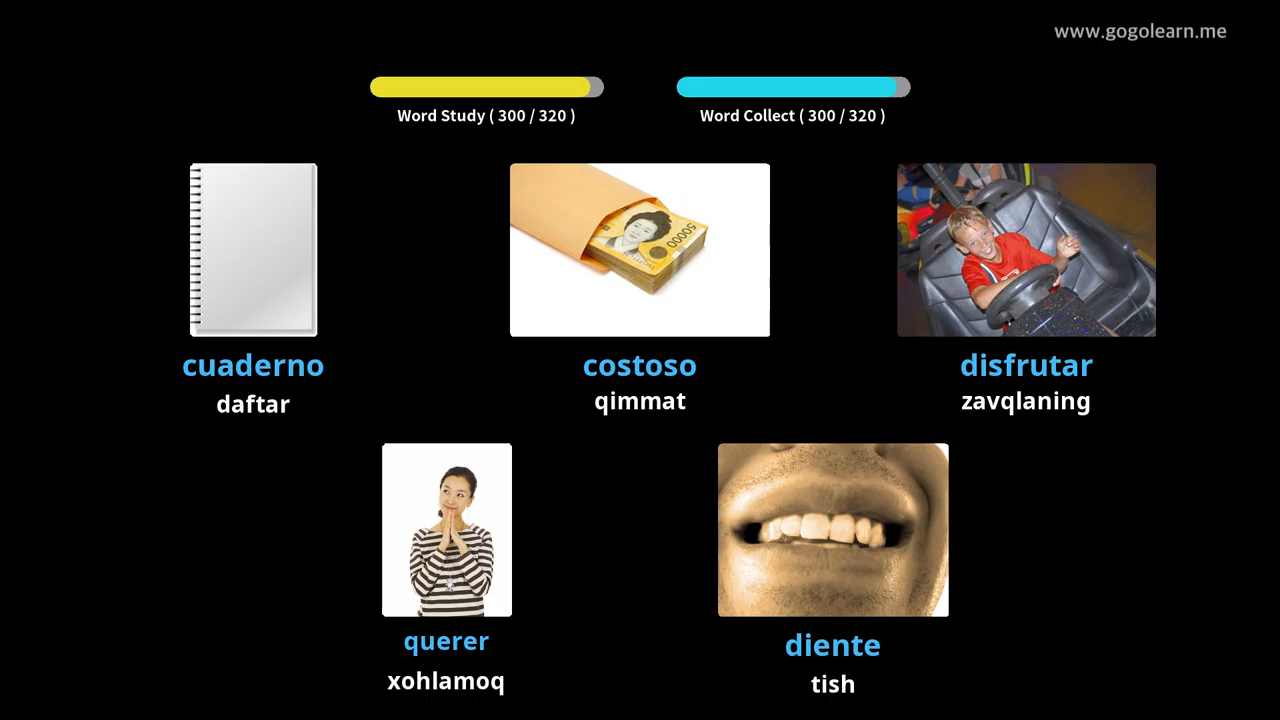 www.gogolearn.me
Word Study ( 300 / 320 )
Word Collect ( 300 / 320 )
50000
cuaderno
daftar
costoso
qimmat
disfrutar
zavqlaning
querer
xohlamoq
diente
tish